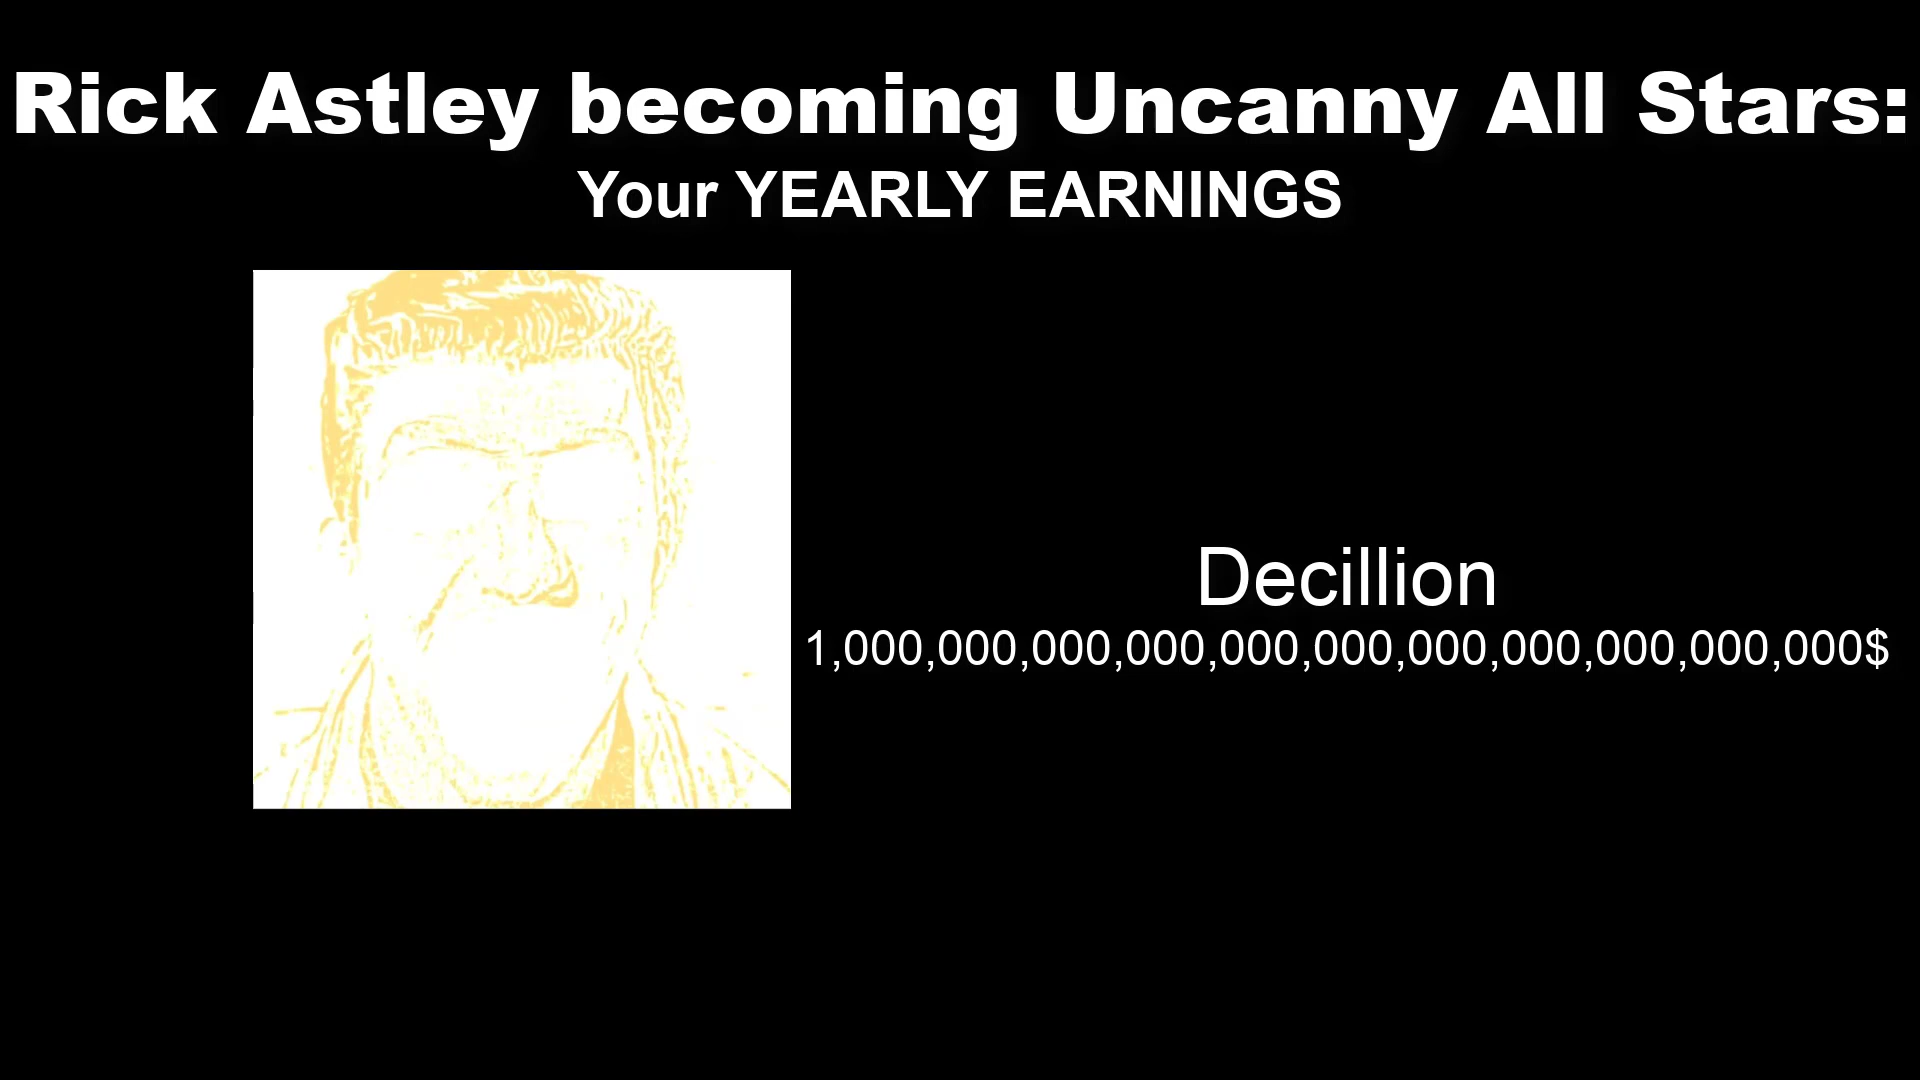 Rick Astley becoming Uncanny All Stars:
Your YEARLY EARNINGS
Decillion
1,000,000,000,000,000,000,000,000,000,000,000$